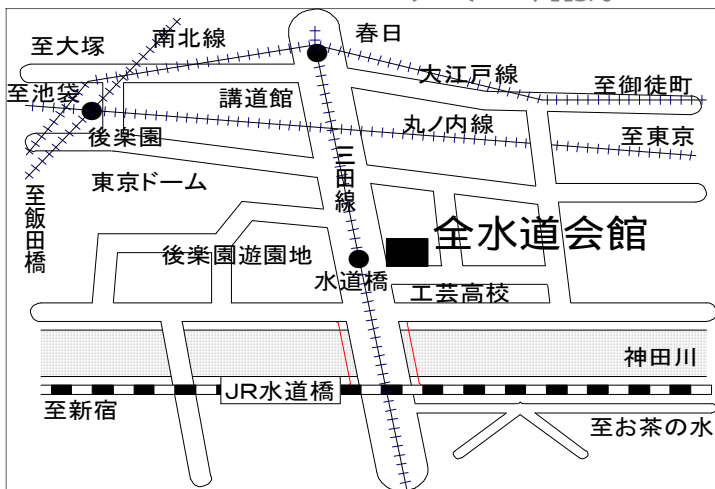 春日
南北線
至大塚
大江戸線
至御徒町
至池袋
講道館
丸ノ内線
至東京
後楽園
三田線
東京ドーム
至飯田橋
全水道会館
後楽園遊園地
水道橋
工芸高校
神田川
JR水道橋
至新宿
至お茶の水